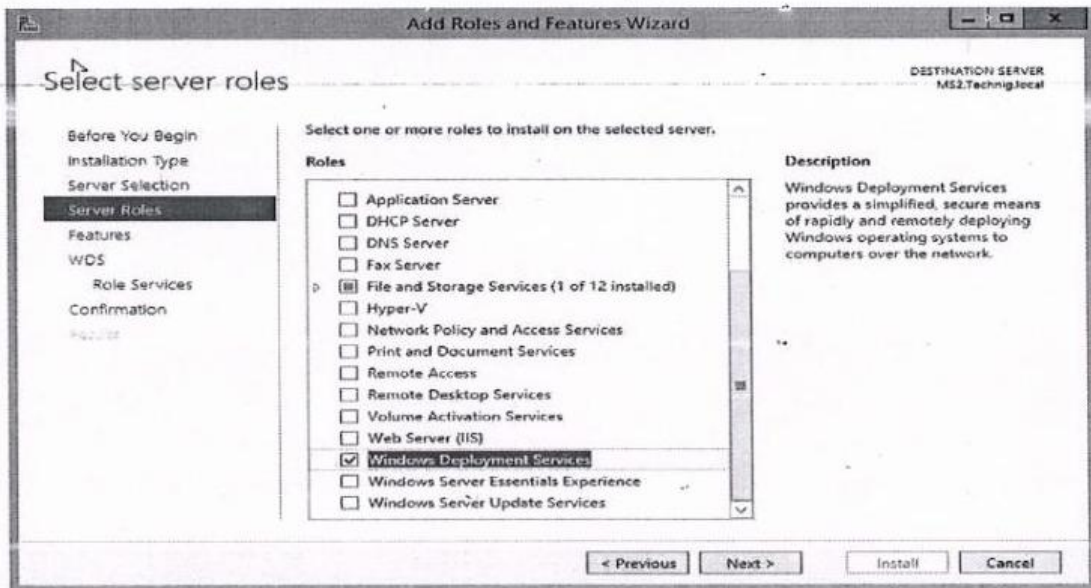 Add Roles and Features Wizard
Select server roles
DESTINATION SERVER
MS2.Technig.local
Before You Begin
Installation Type
Server Selection
Server Roles
Features
WDS
Role Services
Confirmation
Results
Select one or more roles to install on the selected server.
Roles
Application Server
DHCP Server
DNS Server
Fax Server
File and Storage Services (1 of 12 installed)
Hyper-V
Network Policy and Access Services
Print and Document Services
Remote Access
Remote Desktop Services
Volume Activation Services
Web Server (IIS)
Windows Deployment Services
Windows Server Essentials Experience
Windows Server Update Services
Description
Windows Deployment Services
provides a simplified, secure means
of rapidly and remotely deploying
Windows operating systems to
computers over the network.
< Previous
Next >
Install
Cancel